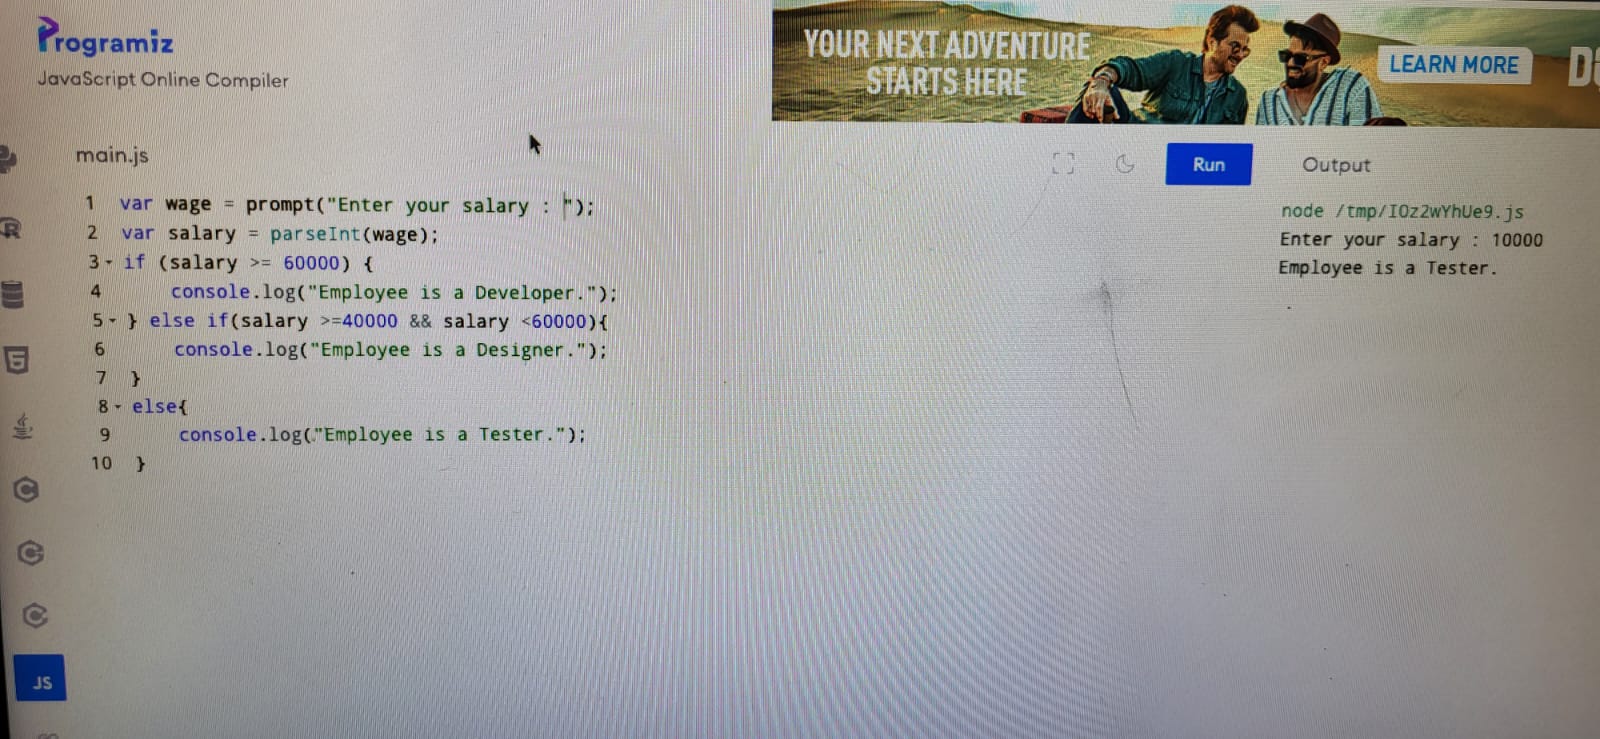 Programiz
JavaScript Online Compiler
YOUR NEXT ADVENTURE
STARTS HERE
LEARN MORE
main.js
Run
Output
1 var wage = prompt("Enter your salary : ");
2 var salary = parseInt(wage);
3 if (salary >= 60000) {
4 console.log("Employee is a Developer.");
5 } else if(salary >=40000 && salary <60000){
6 console.log("Employee is a Designer.");
7 }
8 else{
9 console.log("Employee is a Tester.");
10 }
node /tmp/IOz2wYhUe9.js
Enter your salary : 10000
Employee is a Tester.
R
5
C
C
C
JS